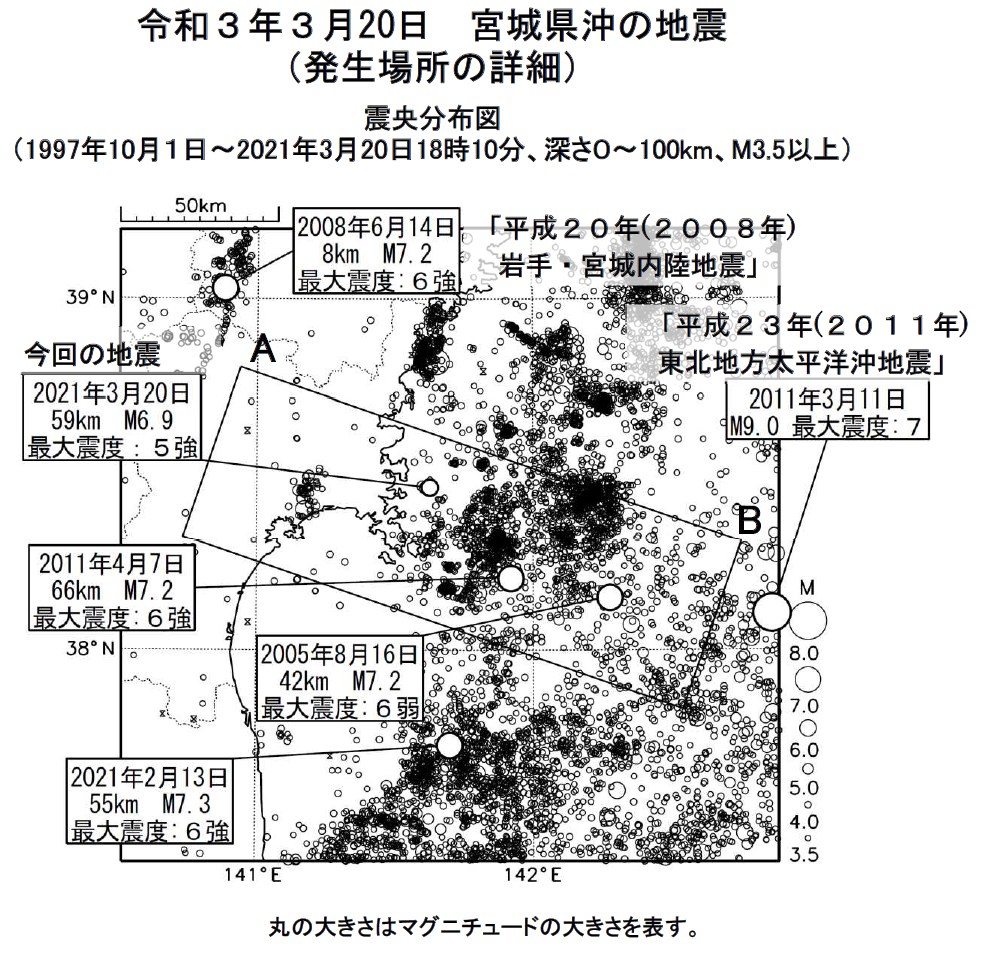 令和３年３月20日　宮城県沖の地震
（発生場所の詳細）
震央分布図
（1997年10月１日～2021年3月20日18時10分、深さ0～100km、M3.5以上）
50km
2008年6月14日
8km　M7.2
最大震度：６強
「平成２０年(２００８年)
岩手・宮城内陸地震」
39°N
「平成２３年(２０１１年)
東北地方太平洋沖地震」
2011年3月11日
M9.0 最大震度：7
今回の地震
2021年3月20日
59km　M6.9
最大震度：５強
A
B
2011年4月7日
66km　M7.2
最大震度：６強
38°N
2005年8月16日
42km　M7.2
最大震度：６弱
2021年2月13日
55km　M7.3
最大震度：６強
M
8.0
7.0
6.0
5.0
4.0
3.5
141°E
142°E
丸の大きさはマグニチュードの大きさを表す。